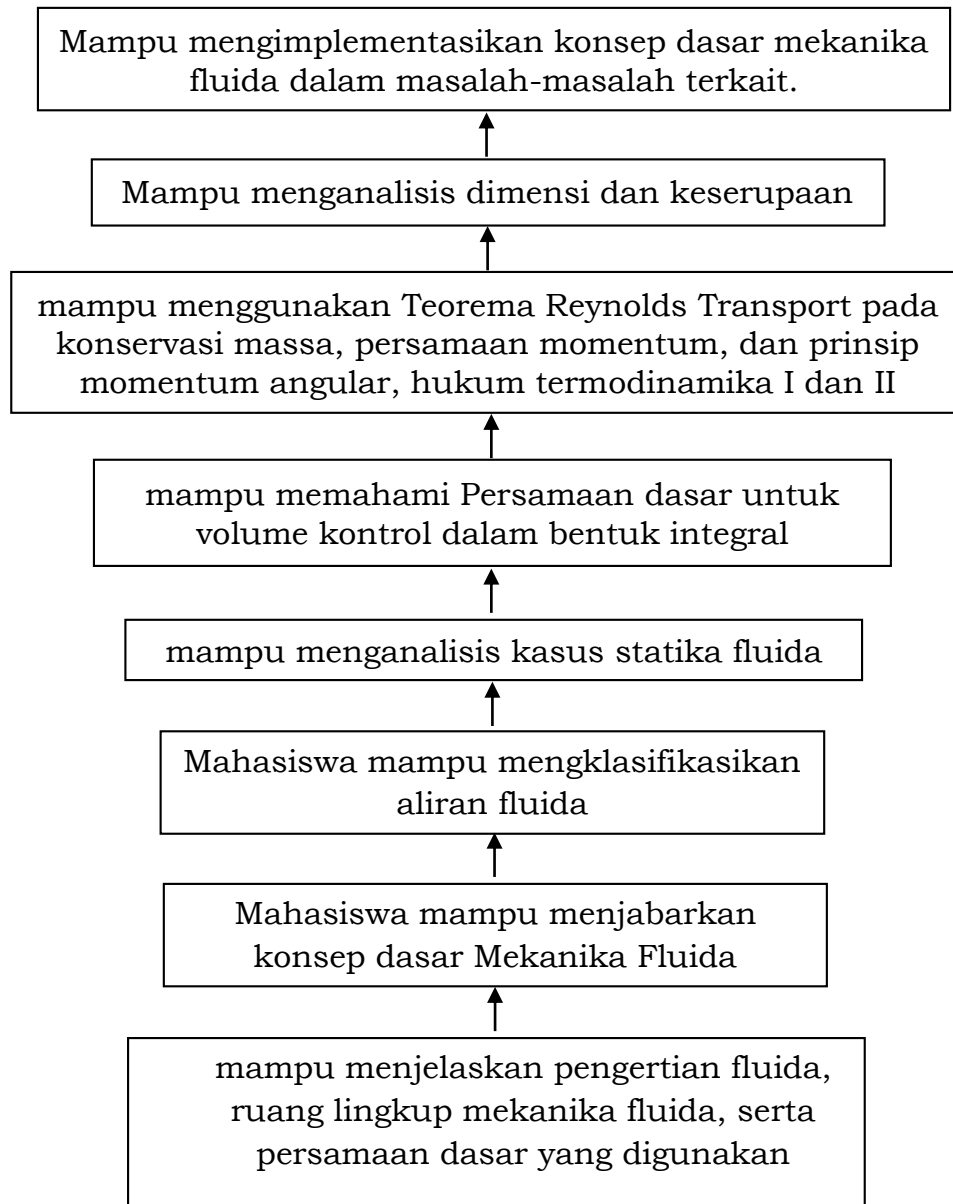 Mampu mengimplementasikan konsep dasar mekanika
fluida dalam masalah-masalah terkait.
Mampu menganalisis dimensi dan keserupaan
mampu menggunakan Teorema Reynolds Transport pada
konservasi massa, persamaan momentum, dan prinsip
momentum angular, hukum termodinamika I dan II
mampu memahami Persamaan dasar untuk
volume kontrol dalam bentuk integral
mampu menganalisis kasus statika fluida
Mahasiswa mampu mengklasifikasikan
aliran fluida
Mahasiswa mampu menjabarkan
konsep dasar Mekanika Fluida
mampu menjelaskan pengertian fluida,
ruang lingkup mekanika fluida, serta
persamaan dasar yang digunakan